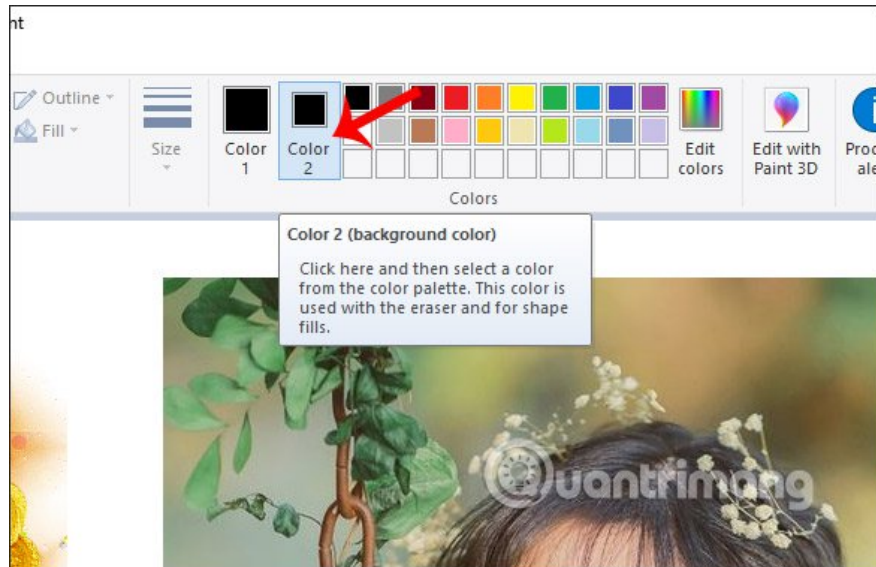 nt
Outline
Fill
Size
Color
1
Color
2
Edit
colors
Edit with
Paint 3D
Colors
Color 2 (background color)
Click here and then select a color
from the color palette. This color is
used with the eraser and for shape
fills.
Quantrimang